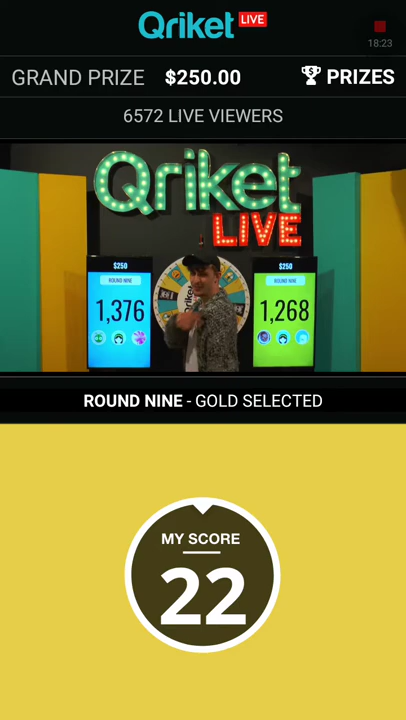 Qriket LIVE
18:23
GRAND PRIZE $250.00 PRIZES
6572 LIVE VIEWERS
Qriket
LIVE
$250
ROUND NINE
1,376
$250
ROUND NINE
1,268
Qriket
ROUND NINE - GOLD SELECTED
MY SCORE
22